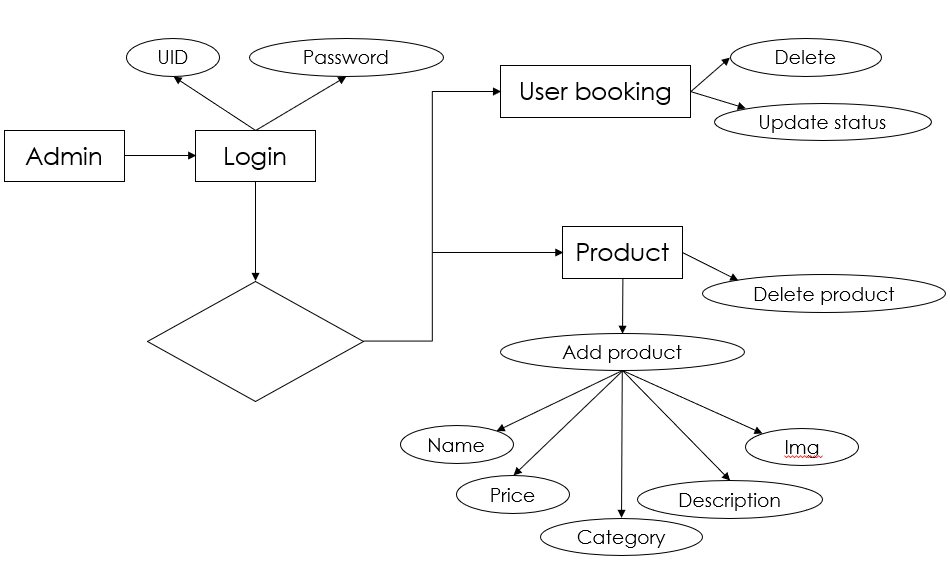 UID
Password
Delete
User booking
Update status
Admin
Login
Product
Delete product
Add product
Name
Img
Price
Description
Category